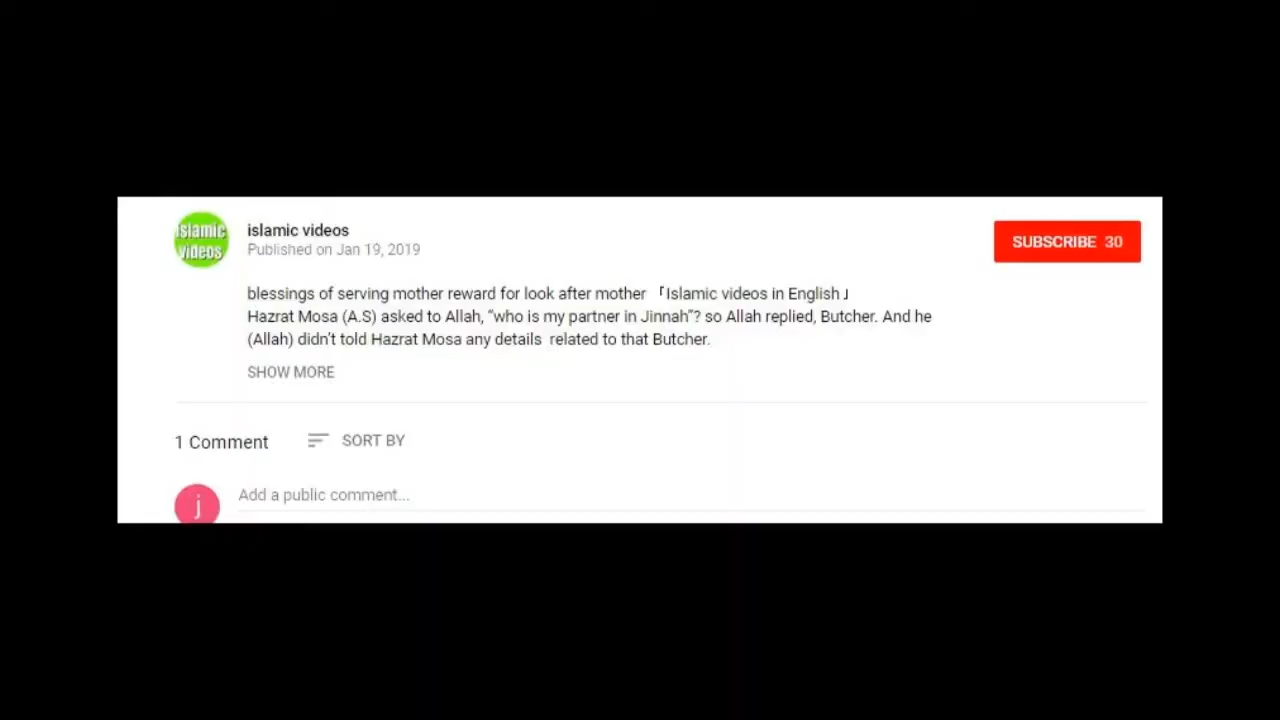 islamic
videos
islamic videos
Published on Jan 19, 2019
SUBSCRIBE 30
blessings of serving mother reward for look after mother 「Islamic videos in English」
Hazrat Mosa (A.S) asked to Allah, “who is my partner in Jinnah”? so Allah replied, Butcher. And he
(Allah) didn’t told Hazrat Mosa any details related to that Butcher.
SHOW MORE
1 Comment
SORT BY
j
Add a public comment...